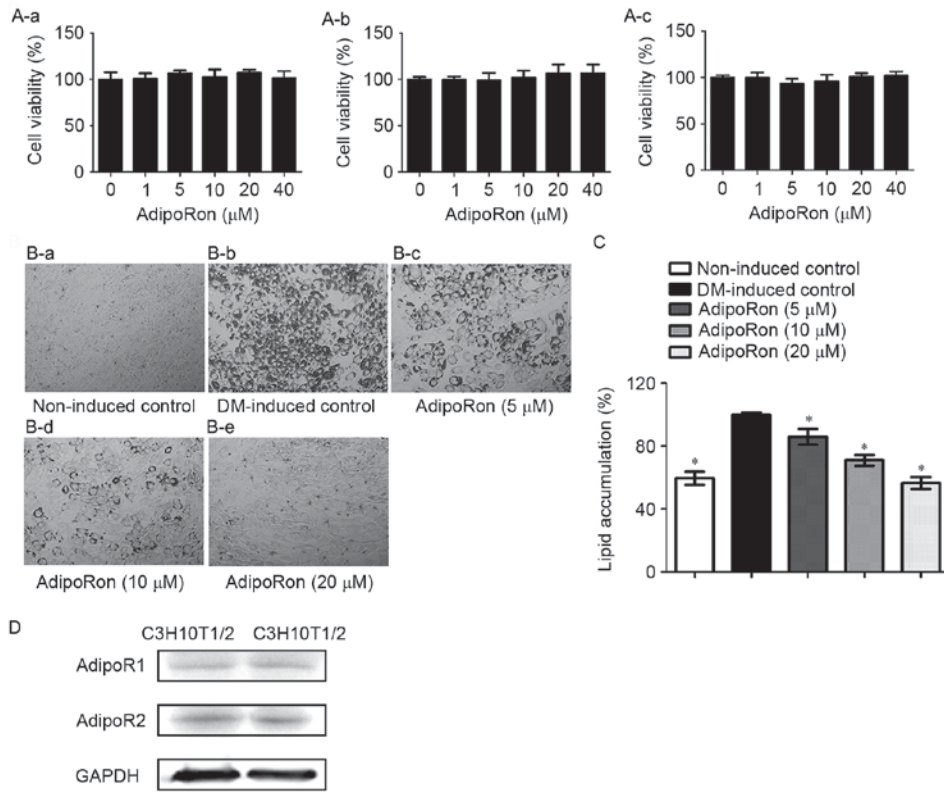 A-a
A-b
A-c
150
100
50
0
Cell viability (%)
0 1 5 10 20 40
AdipoRon (μM)
150
100
50
0
Cell viability (%)
0 1 5 10 20 40
AdipoRon (μM)
150
100
50
0
Cell viability (%)
0 1 5 10 20 40
AdipoRon (μM)
B-a
B-b
B-c
Non-induced control
DM-induced control
AdipoRon (5 μM)
B-d
B-e
AdipoRon (10 μM)
AdipoRon (20 μM)
C
Non-induced control
DM-induced control
AdipoRon (5 μM)
AdipoRon (10 μM)
AdipoRon (20 μM)
120
80
40
0
Lipid accumulation (%)
*
*
*
*
D
C3H10T1/2 C3H10T1/2
AdipoR1
AdipoR2
GAPDH